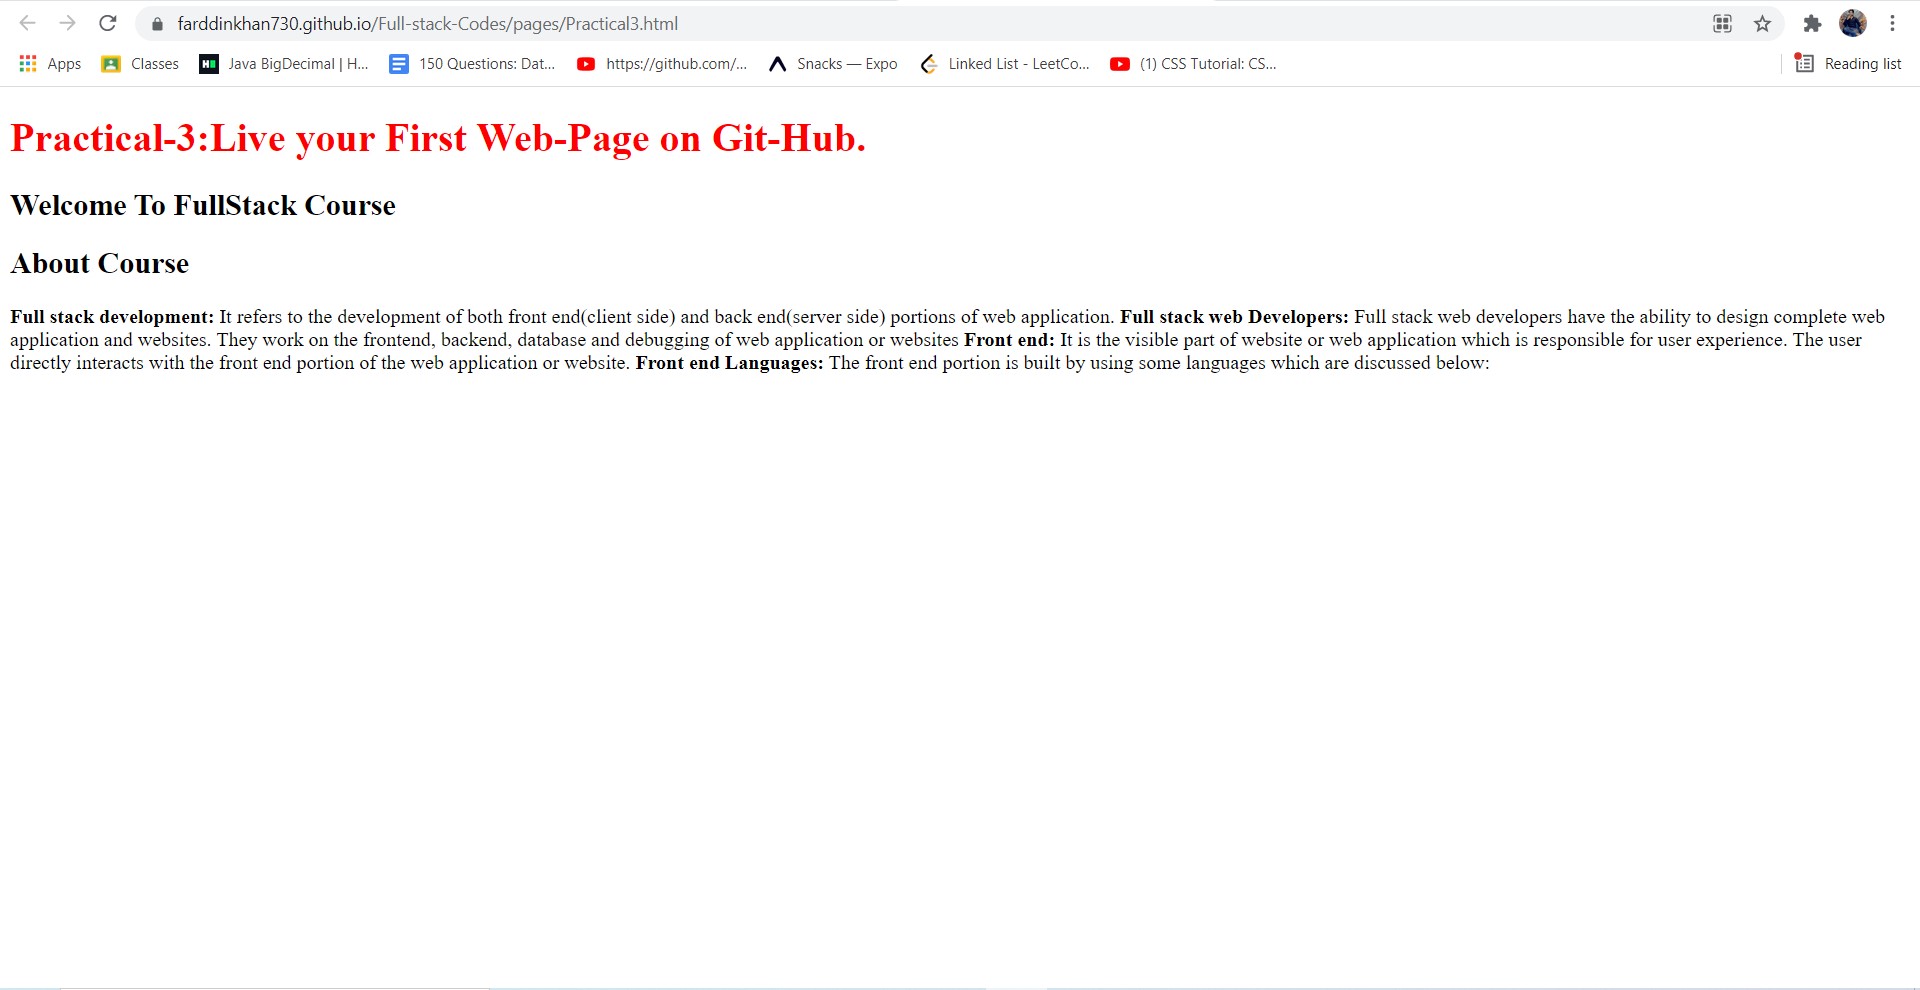 farddinkhan730.github.io/Full-stack-Codes/pages/Practical3.html
Apps Classes Java BigDecimal | H... 150 Questions: Dat... https://github.com/... Snacks — Expo Linked List - LeetCo... (1) CSS Tutorial: CS... Reading list
Practical-3:Live your First Web-Page on Git-Hub.
Welcome To FullStack Course
About Course
Full stack development: It refers to the development of both front end(client side) and back end(server side) portions of web application. Full stack web Developers: Full stack web developers have the ability to design complete web
application and websites. They work on the frontend, backend, database and debugging of web application or websites Front end: It is the visible part of website or web application which is responsible for user experience. The user
directly interacts with the front end portion of the web application or website. Front end Languages: The front end portion is built by using some languages which are discussed below: